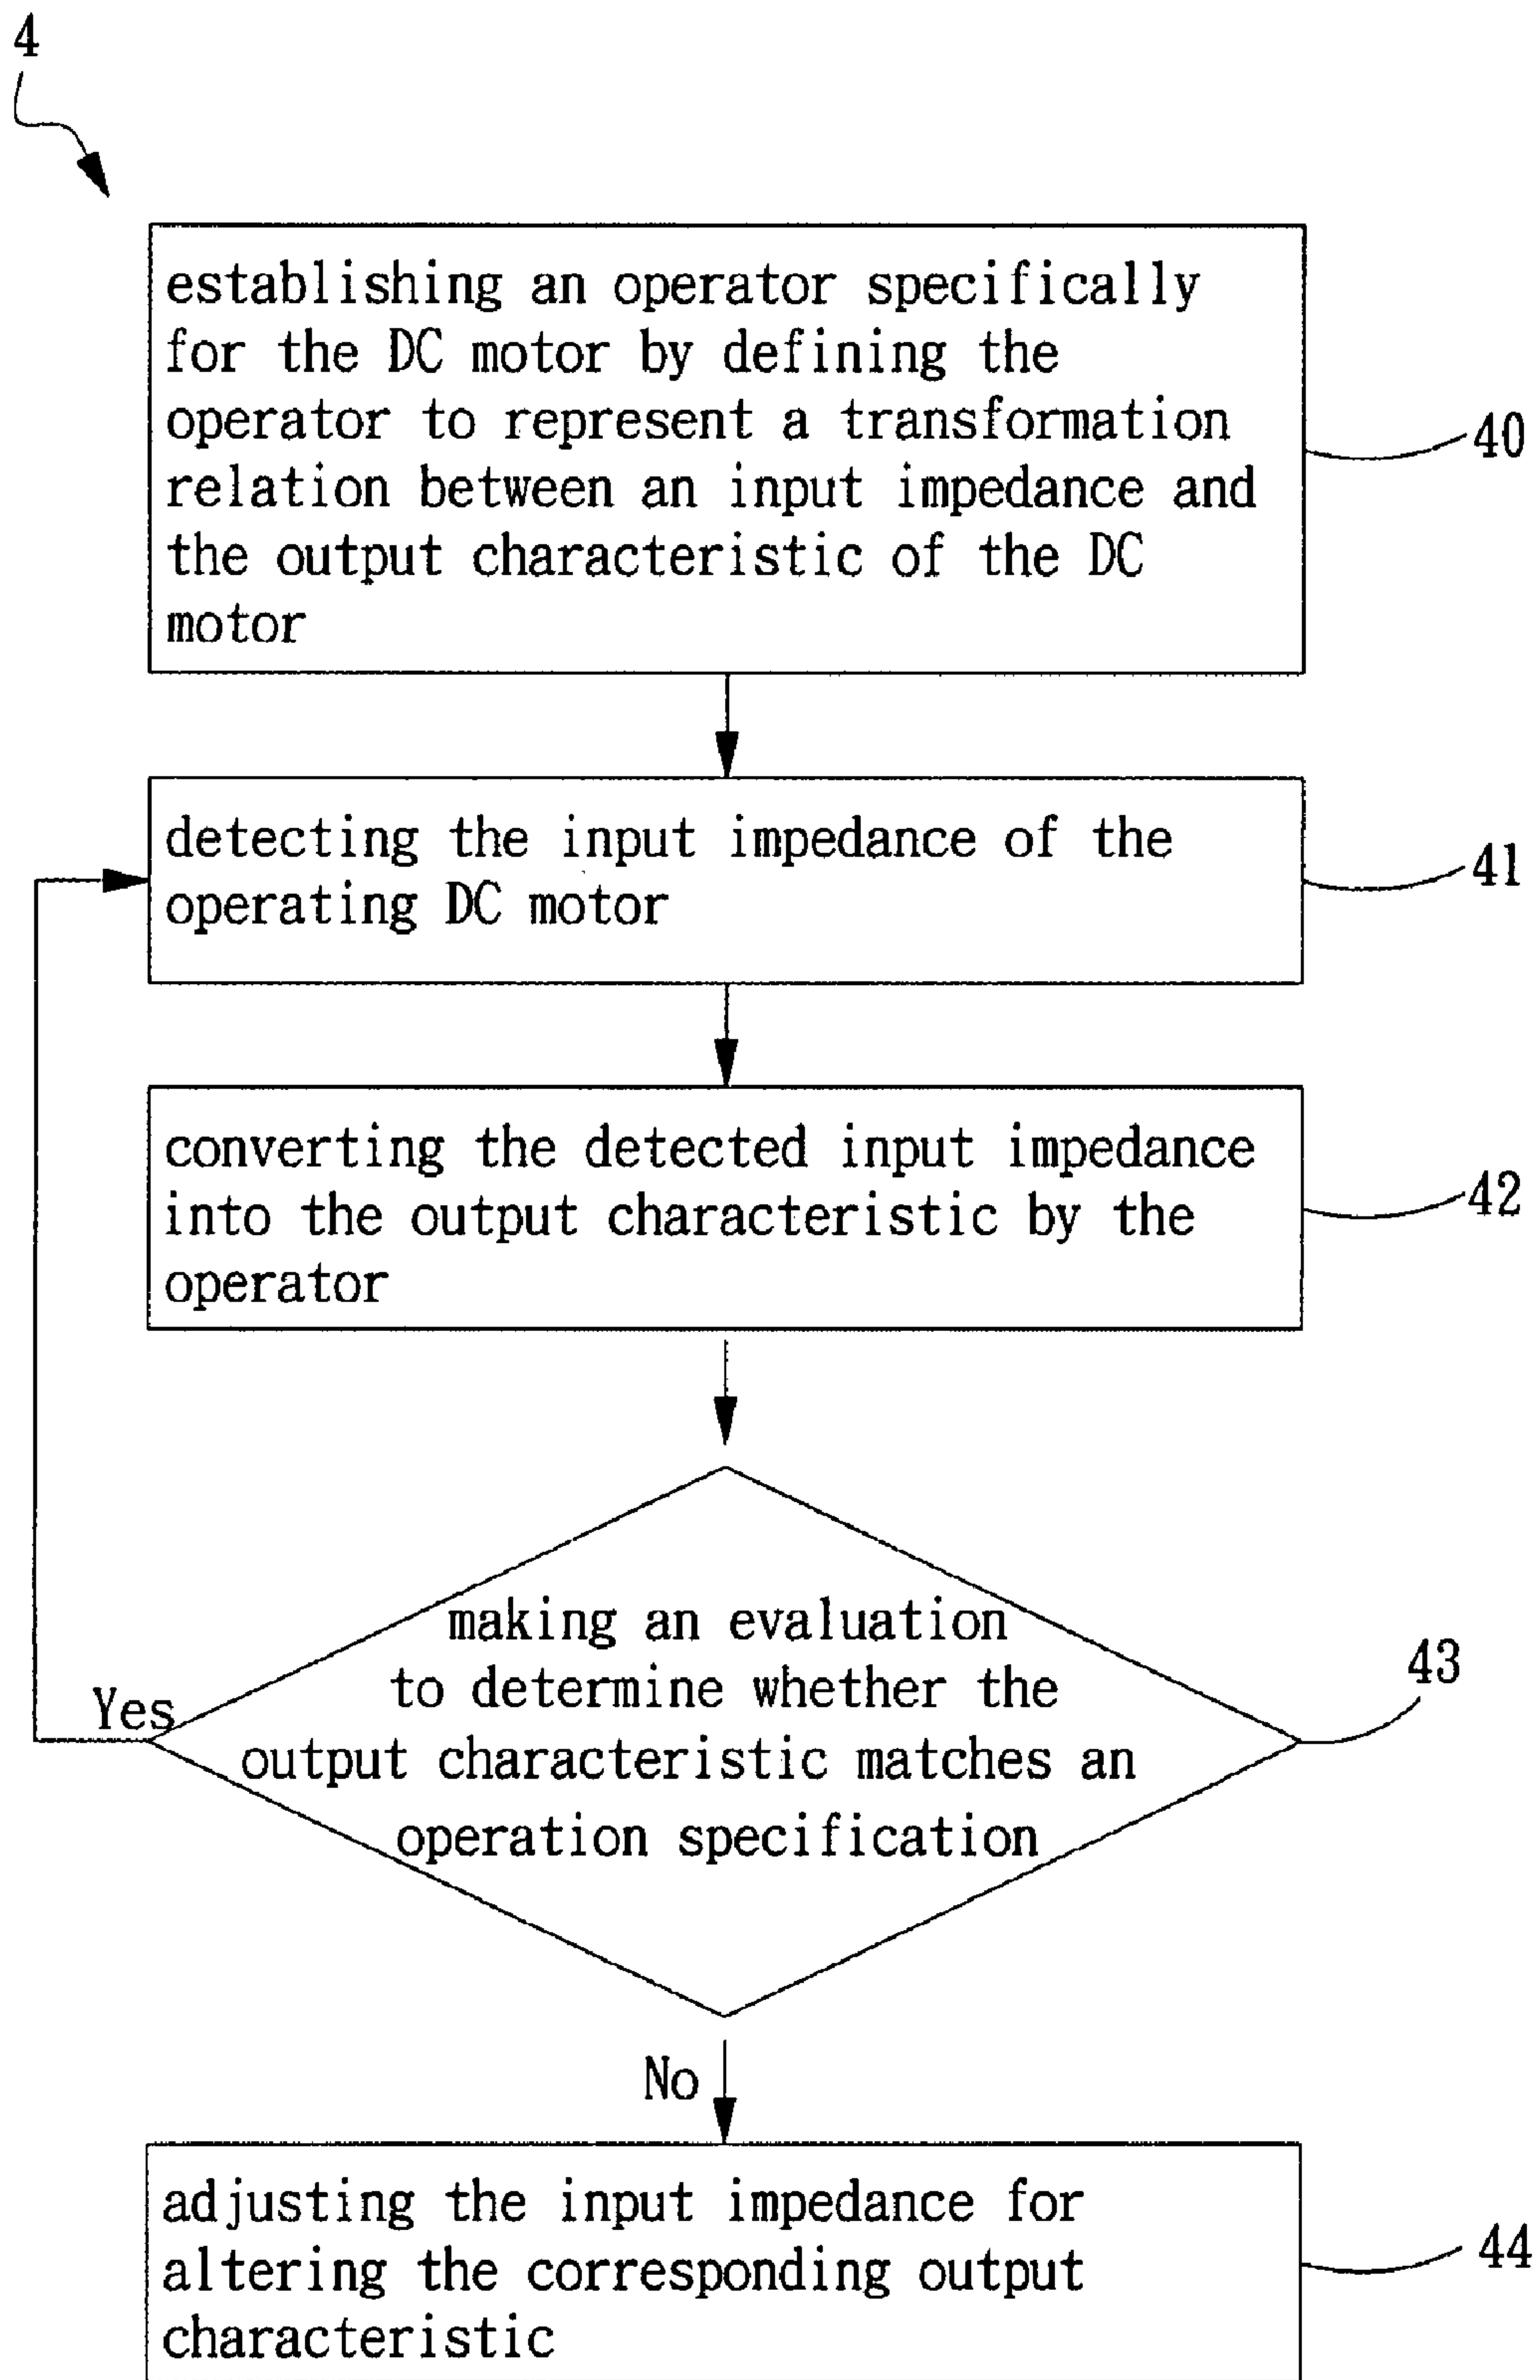 4
establishing an operator specifically
for the DC motor by defining the
operator to represent a transformation
relation between an input impedance and
the output characteristic of the DC
motor
40
detecting the input impedance of the
operating DC motor
41
converting the detected input impedance
into the output characteristic by the
operator
42
making an evaluation
to determine whether the
output characteristic matches an
operation specification
43
Yes
No
adjusting the input impedance for
altering the corresponding output
characteristic
44